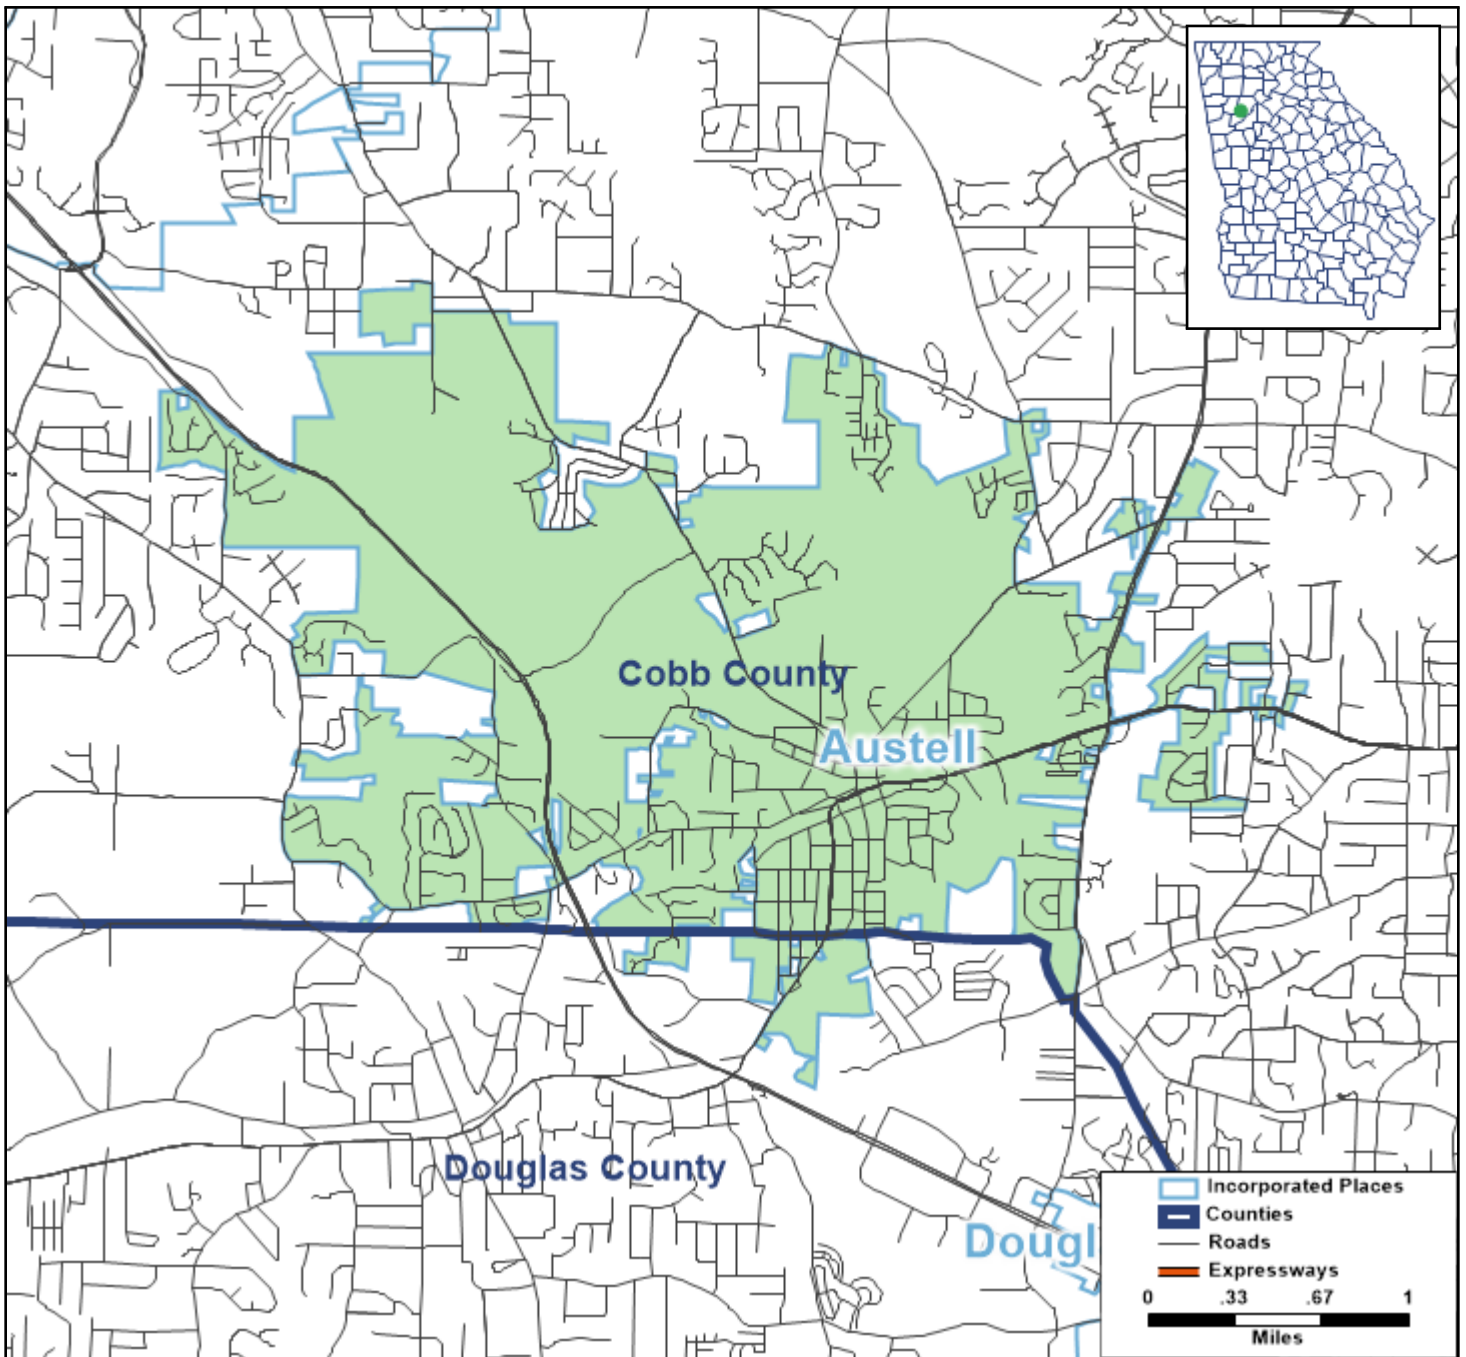 Cobb County
Austell
Douglas County
Dougl
Incorporated Places
Counties
Roads
Expressways
0 .33 .67 1
Miles